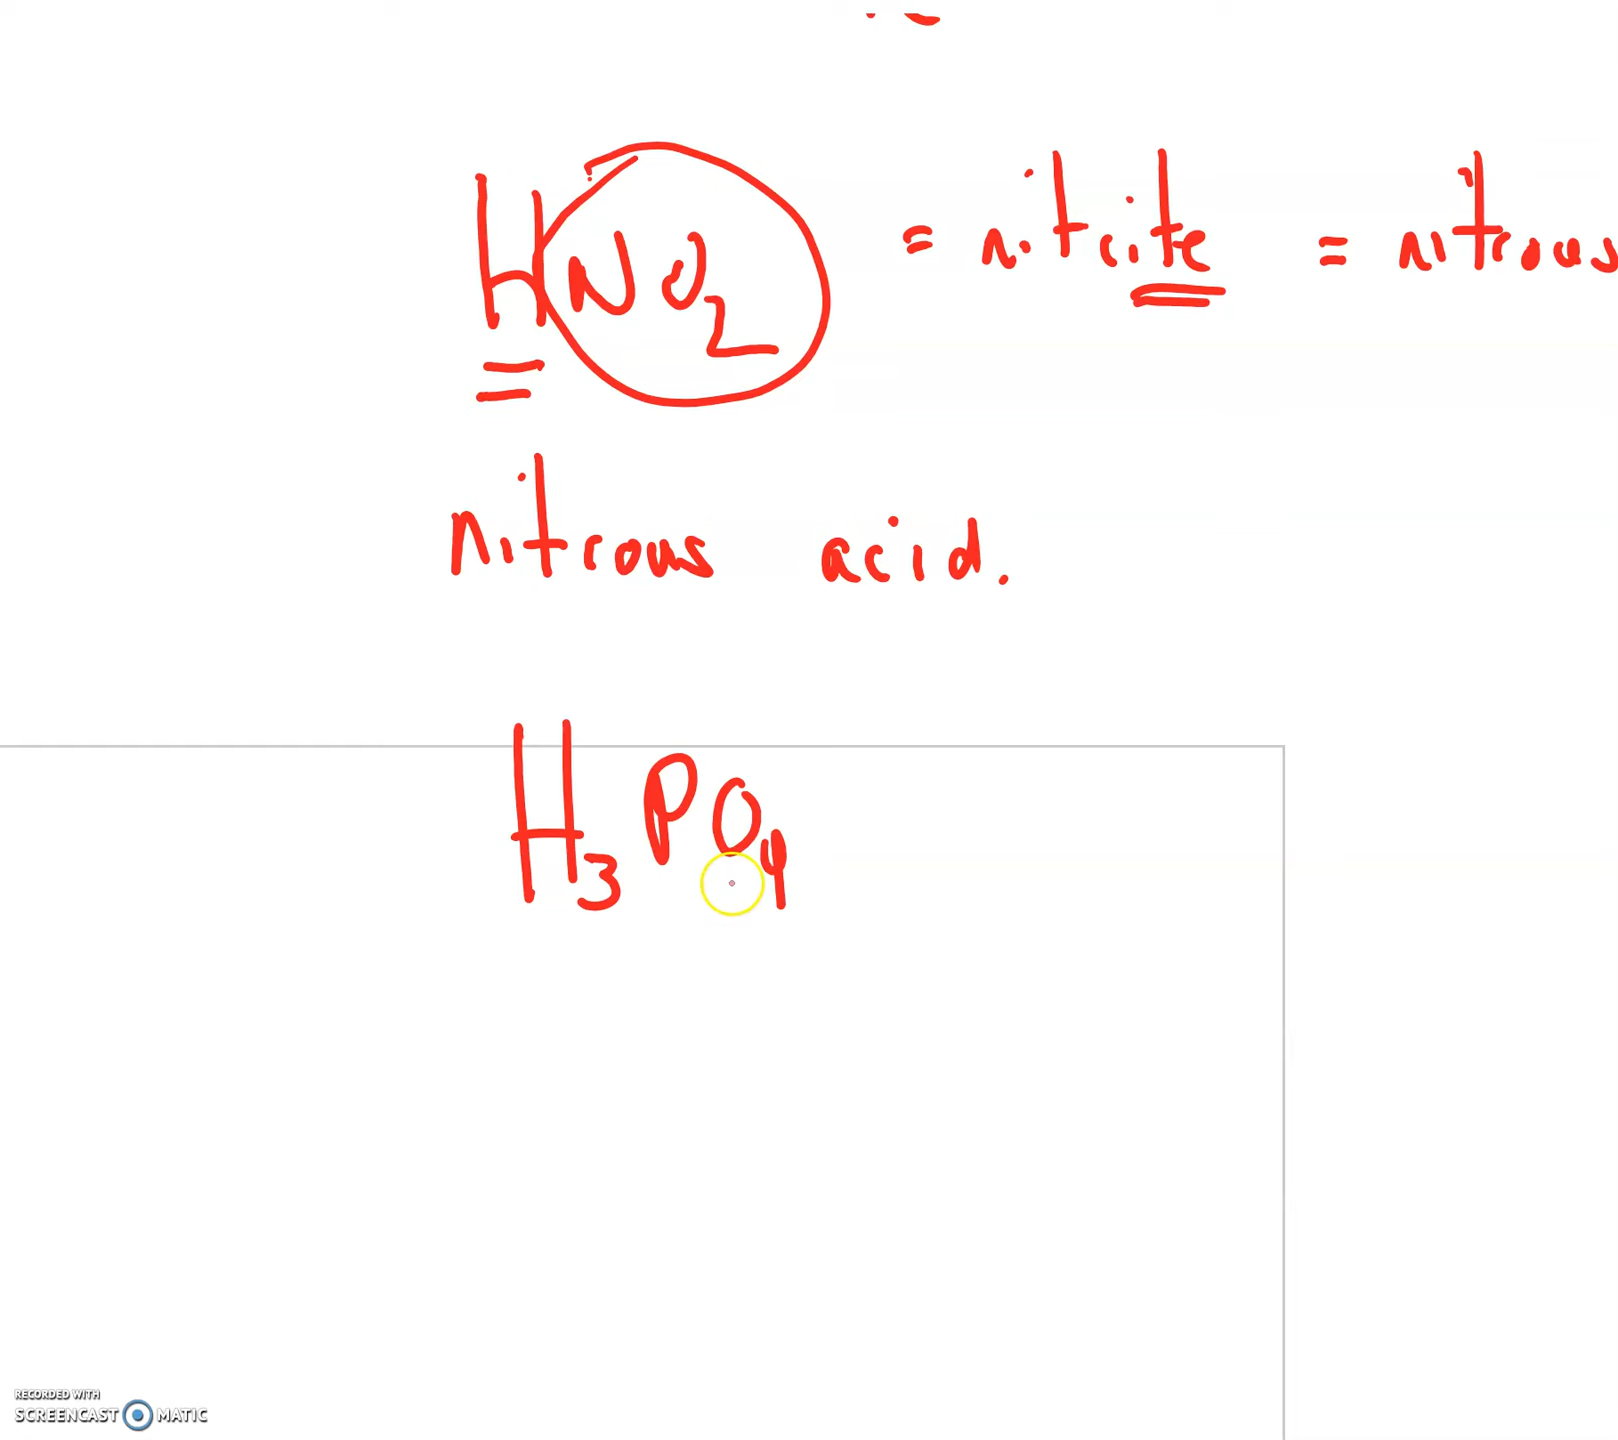 HNO₂ = nitrite = nitrous
nitrous acid.
H₃PO₄
RECORDED WITH
SCREENCAST MATIC